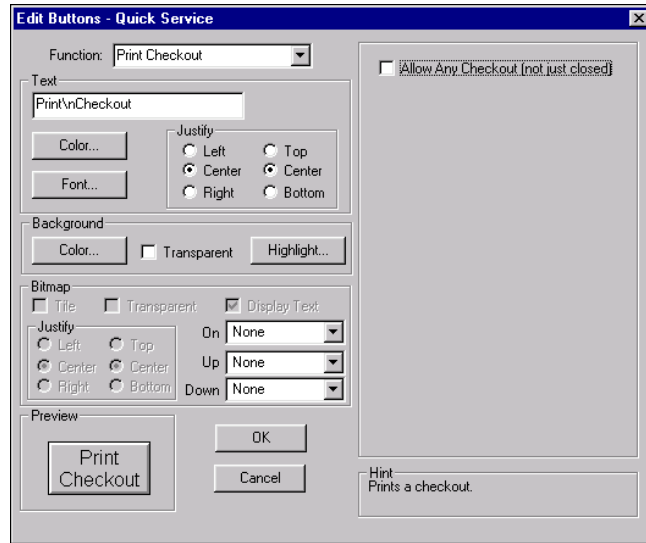 Edit Buttons - Quick Service
Function: Print Checkout
Text
Print\nCheckout
Color...
Font...
Justify
Left Top
Center Center
Right Bottom
Background
Color... Transparent Highlight...
Bitmap
Tile Transparent Display Text
Justify
Left Top
Center Center
Right Bottom
On None
Up None
Down None
Preview
Print
Checkout
OK
Cancel
Allow Any Checkout (not just closed)
Hint
Prints a checkout.